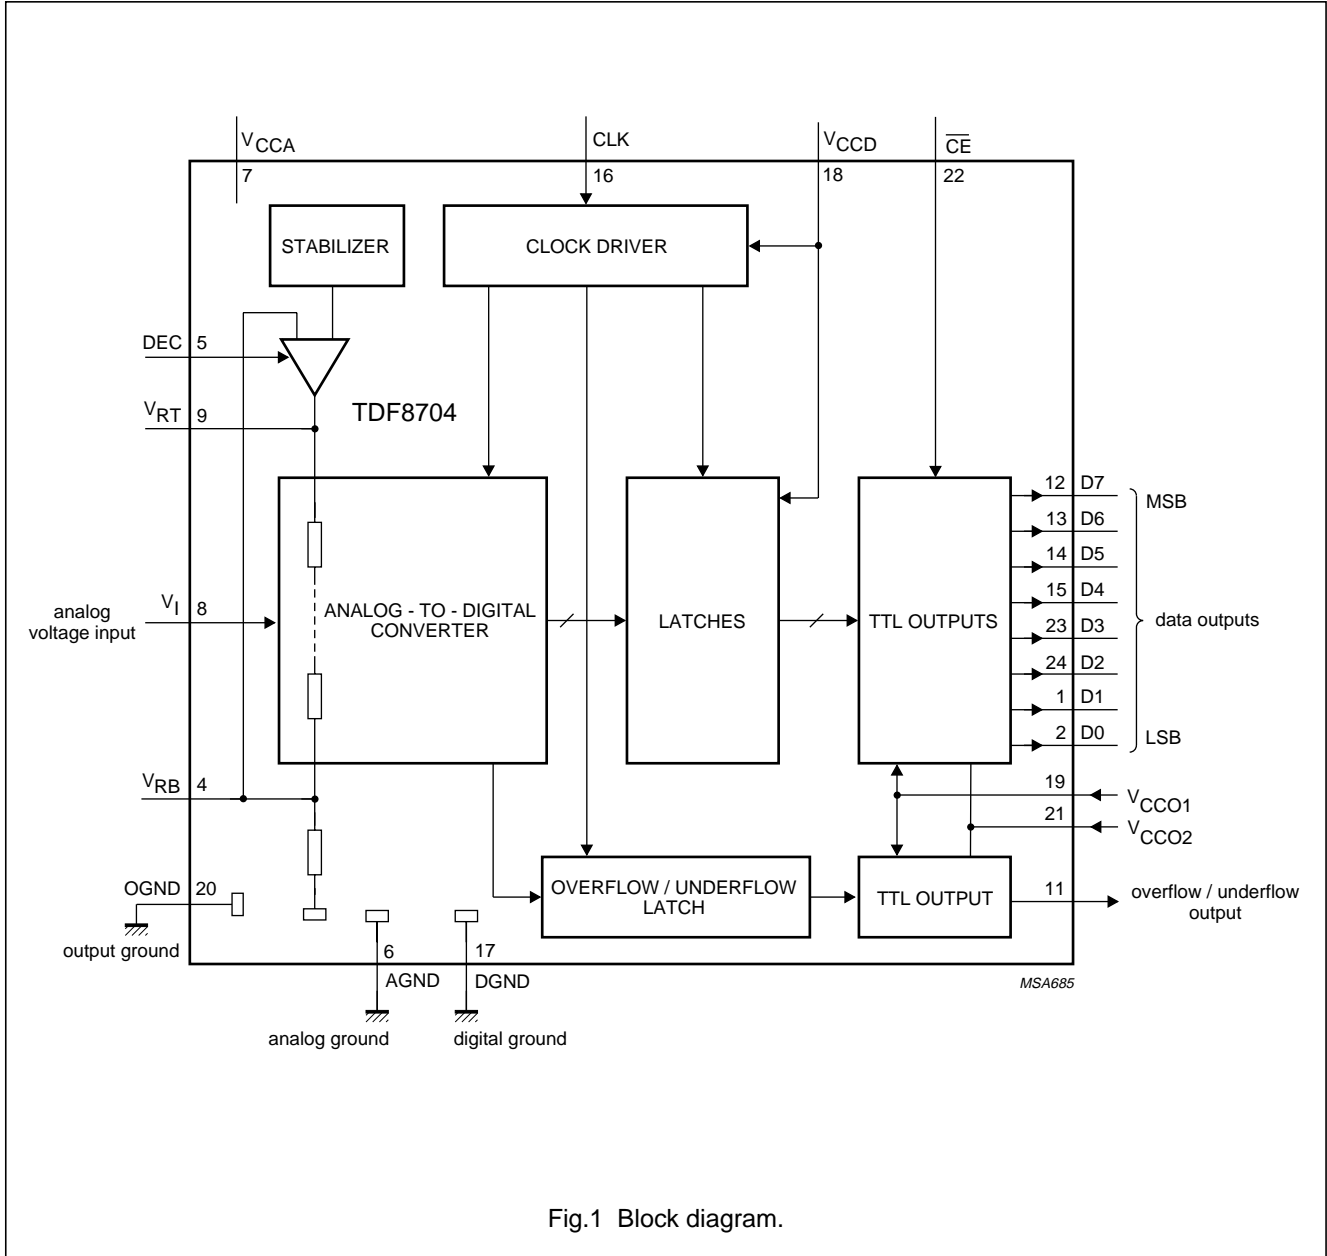 VCCA
7
CLK
16
VCCD
18
CE
22
STABILIZER
CLOCK DRIVER
DEC 5
VRT 9
TDF8704
analog
voltage input
VI 8
ANALOG - TO - DIGITAL
CONVERTER
LATCHES
TTL OUTPUTS
12 D7
MSB
13 D6
14 D5
15 D4
23 D3
24 D2
1 D1
2 D0
LSB
data outputs
VRB 4
19
VCCO1
21
VCCO2
OGND 20
output ground
OVERFLOW / UNDERFLOW
LATCH
TTL OUTPUT
11
overflow / underflow
output
6
AGND
17
DGND
analog ground
digital ground
MSA685
Fig.1 Block diagram.